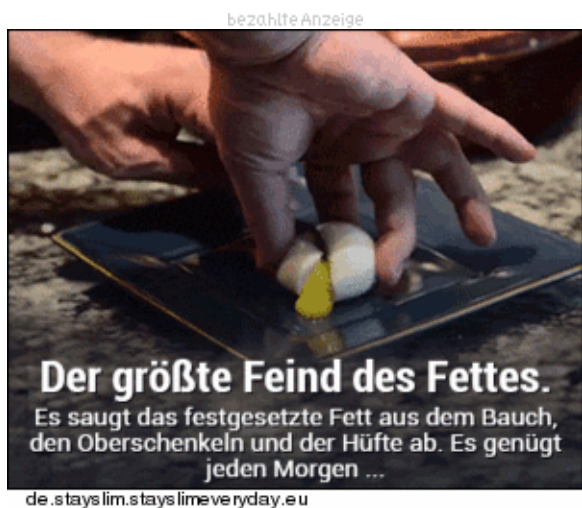 bezahlte Anzeige
Der größte Feind des Fettes.
Es saugt das festgesetzte Fett aus dem Bauch,
den Oberschenkeln und der Hüfte ab. Es genügt
jeden Morgen ...
de.stayslim.stayslimeveryday.eu